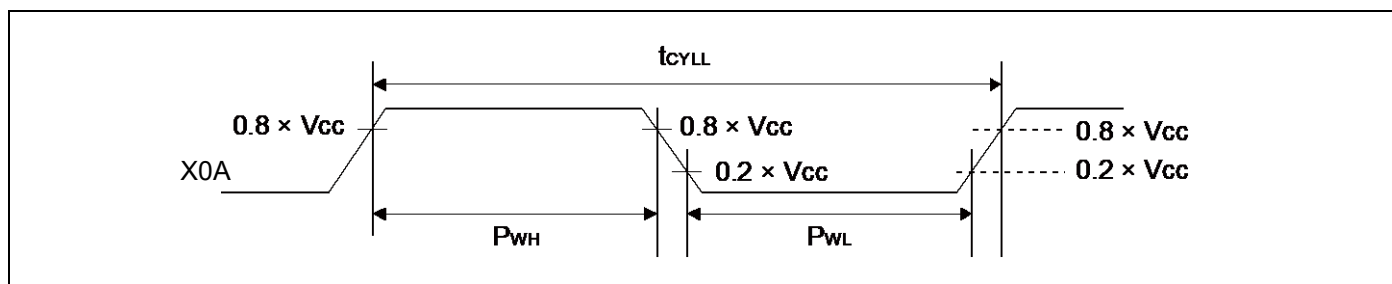 tCYLL
0.8 × Vcc
0.8 × Vcc
0.8 × Vcc
X0A
0.2 × Vcc
0.2 × Vcc
PWH
PWL